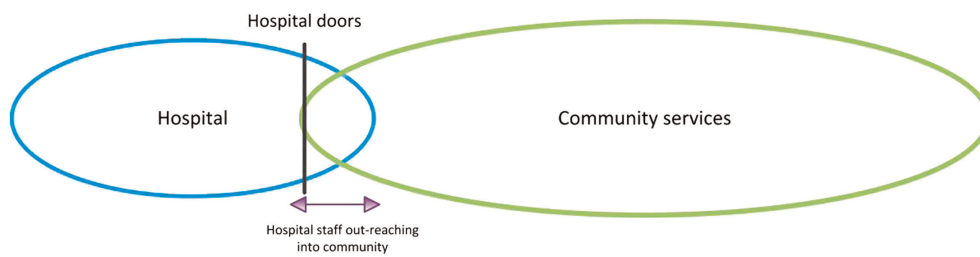 Hospital doors
Hospital
Community services
Hospital staff out-reaching
into community